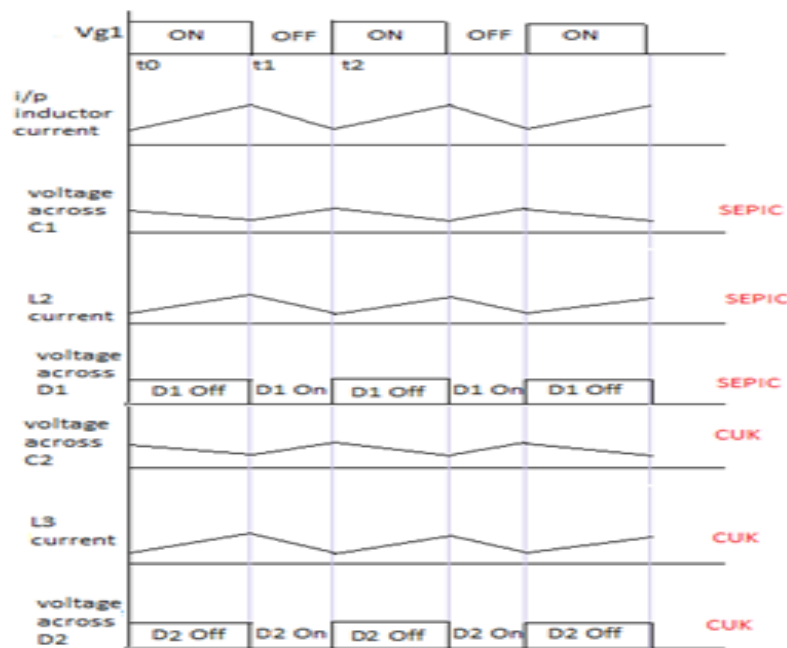 Vg1 ON OFF ON OFF ON
t0 t1 t2
i/p
inductor
current
voltage
across
C1
SEPIC
L2
current
SEPIC
voltage
across
D1
D1 Off D1 On D1 Off D1 On D1 Off
SEPIC
voltage
across
C2
CUK
L3
current
CUK
voltage
across
D2
D2 Off D2 On D2 Off D2 On D2 Off
CUK